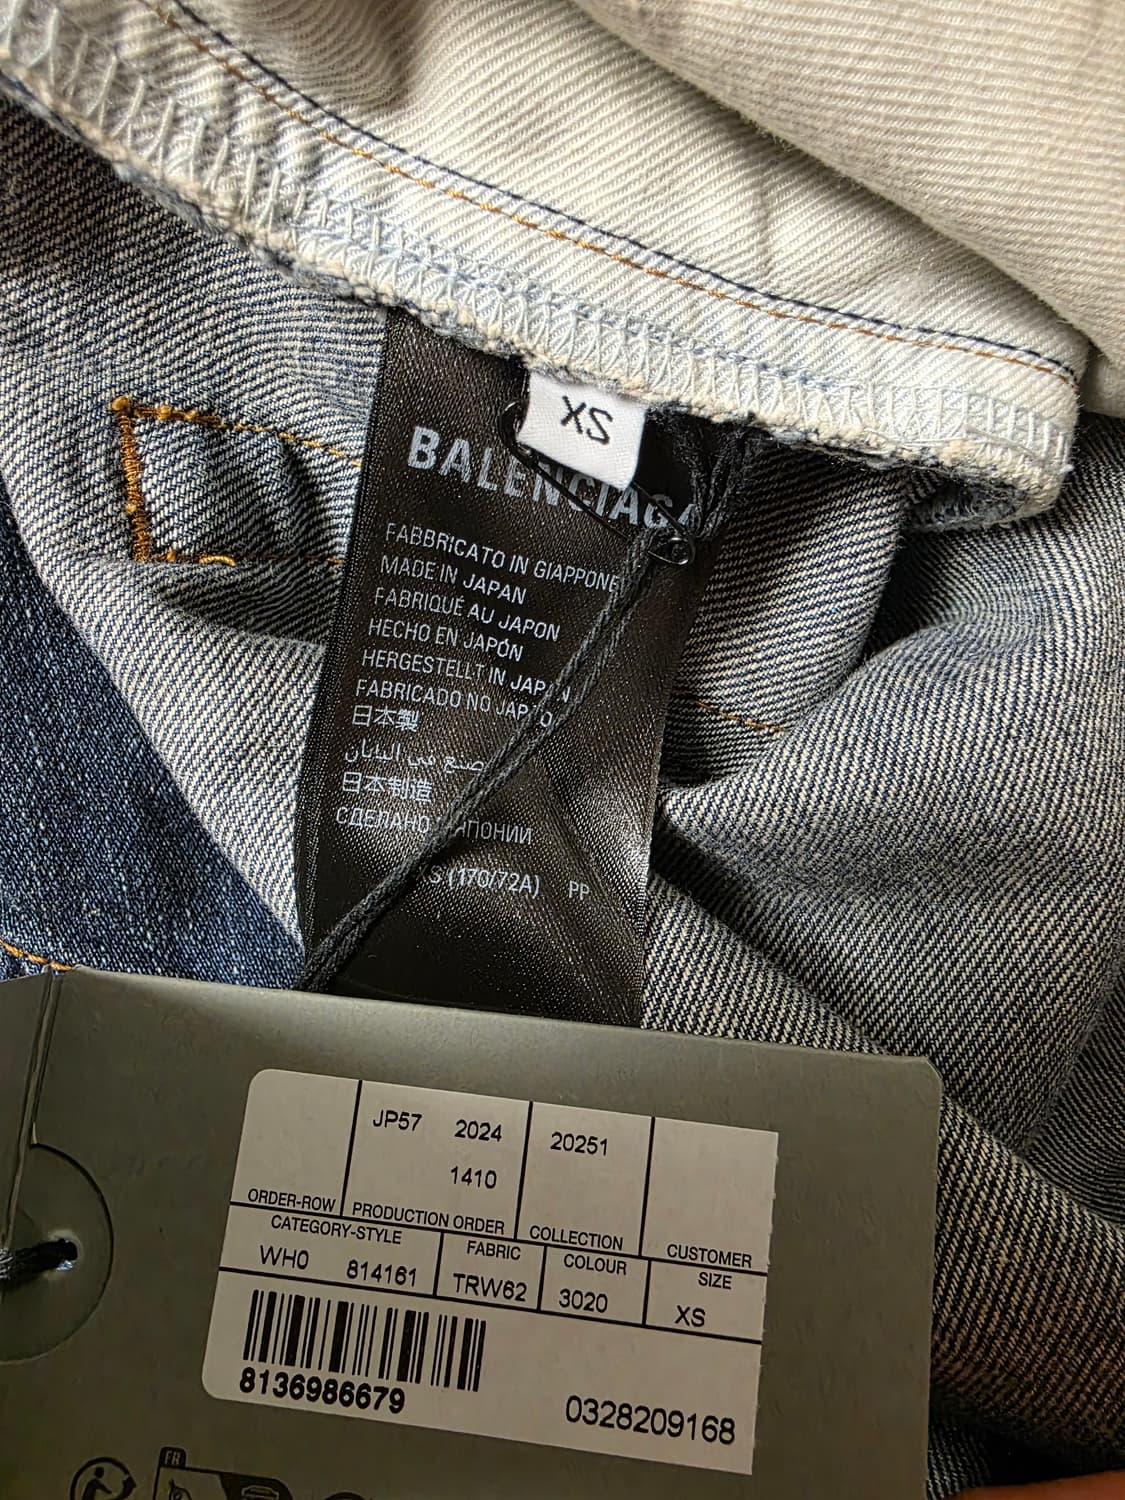 XS
BALENCIAGA
FABBRICATO IN GIAPPONE
MADE IN JAPAN
FABRIQUÉ AU JAPON
HECHO EN JAPÓN
HERGESTELLT IN JAPAN
FABRICADO NO JAPÃO
日本製
صنع في اليابان
日本制造
СДЕЛАНО В ЯПОНИИ
XS (170/72A) PP
JP57 2024 20251
1410
ORDER-ROW PRODUCTION ORDER COLLECTION CUSTOMER
CATEGORY-STYLE FABRIC COLOUR SIZE
WH0 814161 TRW62 3020 XS
8136986679 0328209168
FR